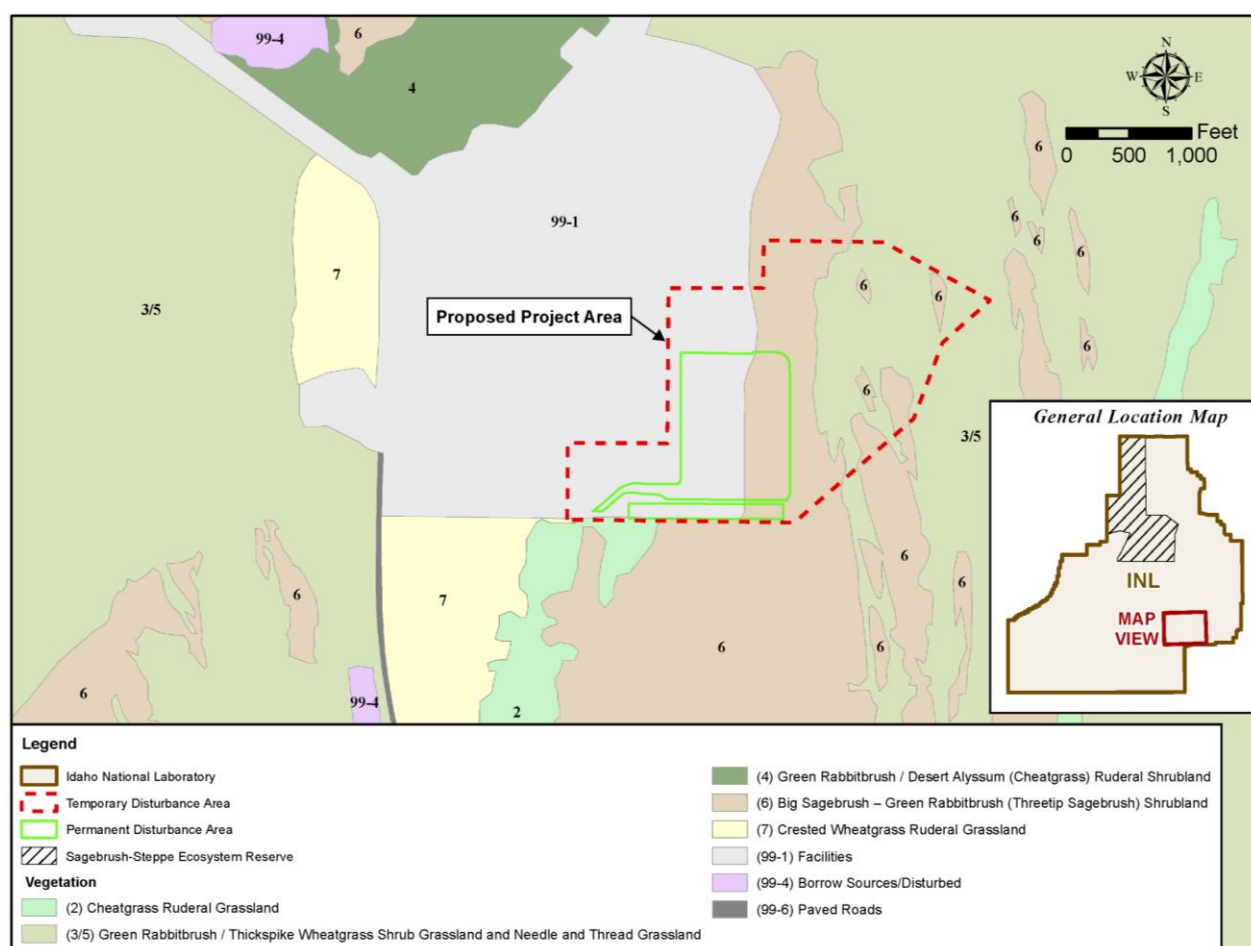 99-4
6
4
N
W
E
S
Feet
0 500 1,000
6
99-1
6
6
6
7
6
6
3/5
Proposed Project Area
6
6
3/5
General Location Map
INL
MAP
VIEW
6
6
6
7
6
6
6
99-4
2
Legend
Idaho National Laboratory
Temporary Disturbance Area
Permanent Disturbance Area
Sagebrush-Steppe Ecosystem Reserve
Vegetation
(2) Cheatgrass Ruderal Grassland
(3/5) Green Rabbitbrush / Thickspike Wheatgrass Shrub Grassland and Needle and Thread Grassland
(4) Green Rabbitbrush / Desert Alyssum (Cheatgrass) Ruderal Shrubland
(6) Big Sagebrush – Green Rabbitbrush (Threetip Sagebrush) Shrubland
(7) Crested Wheatgrass Ruderal Grassland
(99-1) Facilities
(99-4) Borrow Sources/Disturbed
(99-6) Paved Roads